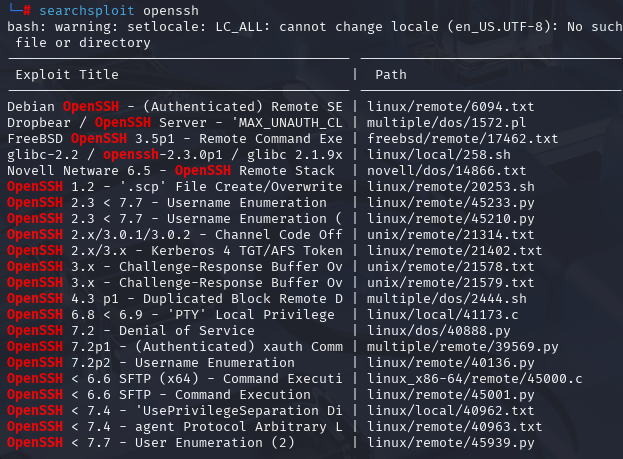 └─# searchsploit openssh
bash: warning: setlocale: LC_ALL: cannot change locale (en_US.UTF-8): No such
file or directory
Exploit Title | Path
Debian OpenSSH - (Authenticated) Remote SE | linux/remote/6094.txt
Dropbear / OpenSSH Server - 'MAX_UNAUTH_CL | multiple/dos/1572.pl
FreeBSD OpenSSH 3.5p1 - Remote Command Exe | freebsd/remote/17462.txt
glibc-2.2 / openssh-2.3.0p1 / glibc 2.1.9x | linux/local/258.sh
Novell Netware 6.5 - OpenSSH Remote Stack | novell/dos/14866.txt
OpenSSH 1.2 - '.scp' File Create/Overwrite | linux/remote/20253.sh
OpenSSH 2.3 < 7.7 - Username Enumeration | linux/remote/45233.py
OpenSSH 2.3 < 7.7 - Username Enumeration ( | linux/remote/45210.py
OpenSSH 2.x/3.0.1/3.0.2 - Channel Code Off | unix/remote/21314.txt
OpenSSH 2.x/3.x - Kerberos 4 TGT/AFS Token | linux/remote/21402.txt
OpenSSH 3.x - Challenge-Response Buffer Ov | unix/remote/21578.txt
OpenSSH 3.x - Challenge-Response Buffer Ov | unix/remote/21579.txt
OpenSSH 4.3 p1 - Duplicated Block Remote D | multiple/dos/2444.sh
OpenSSH 6.8 < 6.9 - 'PTY' Local Privilege | linux/local/41173.c
OpenSSH 7.2 - Denial of Service | linux/dos/40888.py
OpenSSH 7.2p1 - (Authenticated) xauth Comm | multiple/remote/39569.py
OpenSSH 7.2p2 - Username Enumeration | linux/remote/40136.py
OpenSSH < 6.6 SFTP (x64) - Command Executi | linux_x86-64/remote/45000.c
OpenSSH < 6.6 SFTP - Command Execution | linux/remote/45001.py
OpenSSH < 7.4 - 'UsePrivilegeSeparation Di | linux/local/40962.txt
OpenSSH < 7.4 - agent Protocol Arbitrary L | linux/remote/40963.txt
OpenSSH < 7.7 - User Enumeration (2) | linux/remote/45939.py